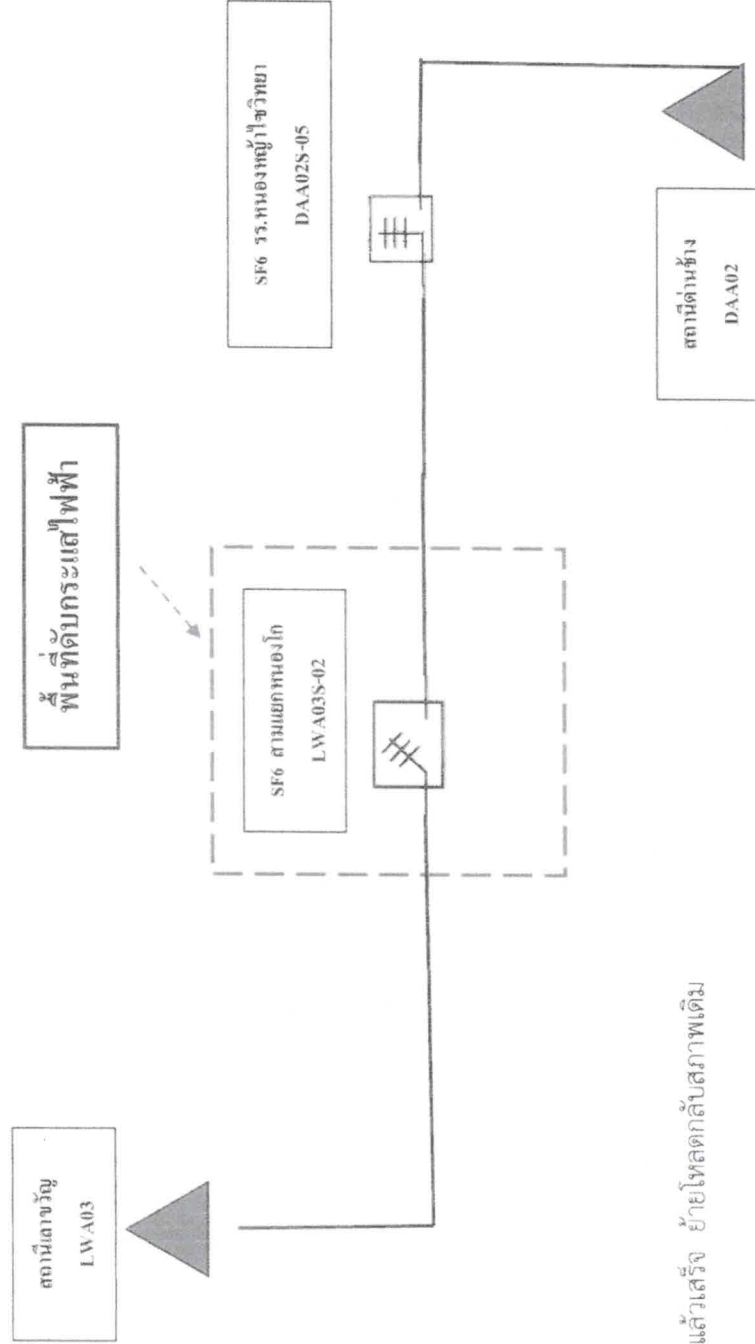 พื้นที่ดับกระแสไฟฟ้า
สถานีเลาขวัญ
LWA03
SF6 สามแยกหนองโก
LWA03S-02
SF6 รร.หนองหญ้าไซวิทยา
DAA02S-05
สถานีด่านช้าง
DAA02
แล้วเสร็จ ย้ายโหลดกลับสภาพเดิม